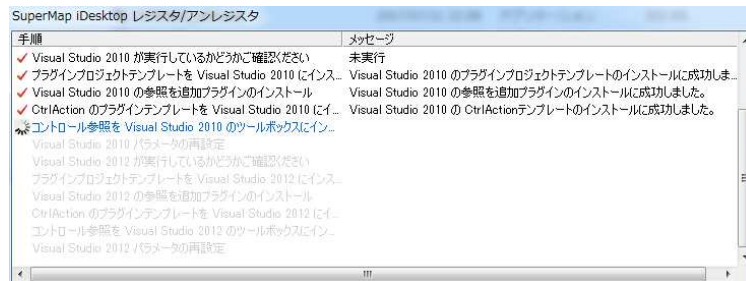 SuperMap iDesktop レジスタ/アンレジスタ
手順 メッセージ
Visual Studio 2010 が実行しているかどうかご確認ください 未実行
プラグインプロジェクトテンプレートを Visual Studio 2010 にインス... Visual Studio 2010 のプラグインプロジェクトテンプレートのインストールに成功しま...
Visual Studio 2010 の参照を追加プラグインのインストール Visual Studio 2010 の参照を追加プラグインのインストールに成功しました。
CtrlAction のプラグインテンプレートを Visual Studio 2010 にイ... Visual Studio 2010 の CtrlActionテンプレートのインストールに成功しました。
コントロール参照を Visual Studio 2010 のツールボックスにイン...
Visual Studio 2010 パラメータの再設定
Visual Studio 2012 が実行しているかどうかご確認ください
プラグインプロジェクトテンプレートを Visual Studio 2012 にインス...
Visual Studio 2012 の参照を追加プラグインのインストール
CtrlAction のプラグインテンプレートを Visual Studio 2012 にイ...
コントロール参照を Visual Studio 2012 のツールボックスにイン...
Visual Studio 2012 パラメータの再設定